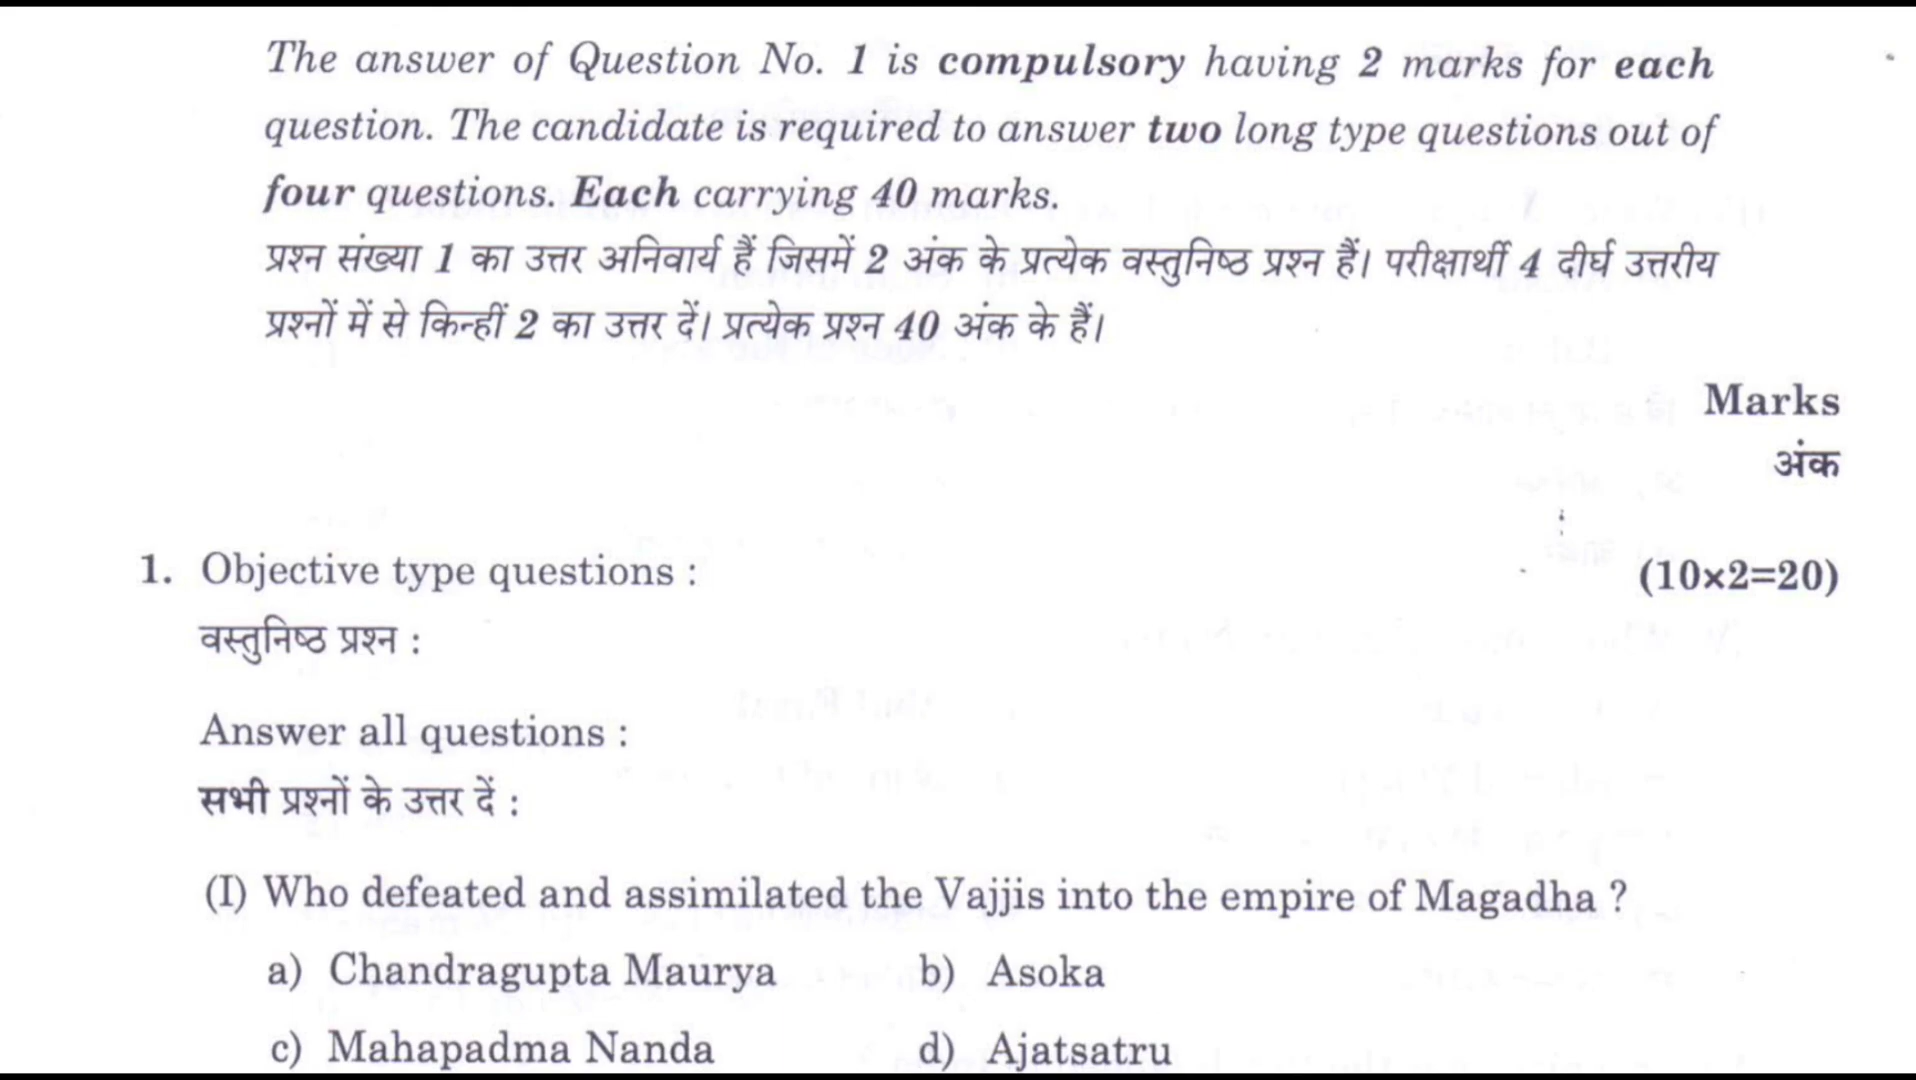 The answer of Question No. 1 is compulsory having 2 marks for each
question. The candidate is required to answer two long type questions out of
four questions. Each carrying 40 marks.
प्रश्न संख्या 1 का उत्तर अनिवार्य हैं जिसमें 2 अंक के प्रत्येक वस्तुनिष्ठ प्रश्न हैं। परीक्षार्थी 4 दीर्घ उत्तरीय
प्रश्नों में से किन्हीं 2 का उत्तर दें। प्रत्येक प्रश्न 40 अंक के हैं।
Marks
अंक
1. Objective type questions : (10×2=20)
वस्तुनिष्ठ प्रश्न :
Answer all questions :
सभी प्रश्नों के उत्तर दें :
(I) Who defeated and assimilated the Vajjis into the empire of Magadha ?
a) Chandragupta Maurya b) Asoka
c) Mahapadma Nanda d) Ajatsatru